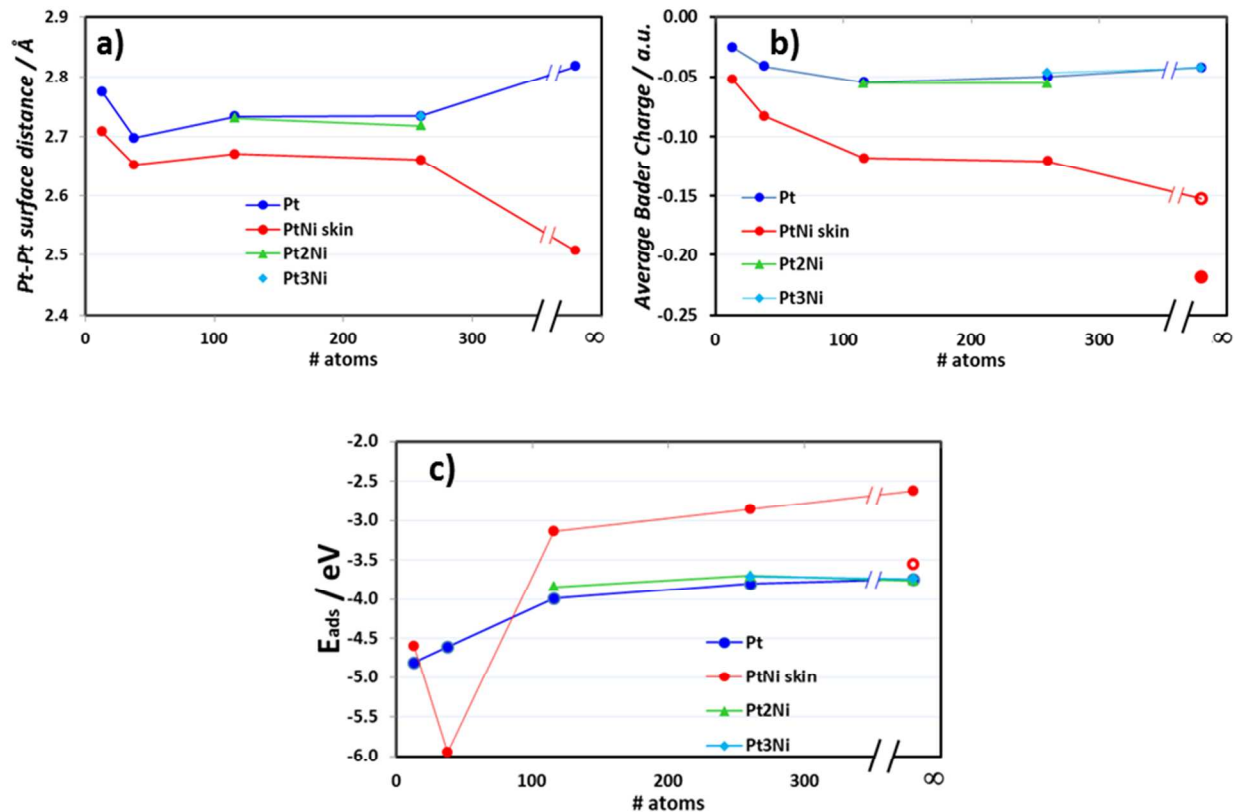 a)
2.9
2.8
2.7
2.6
2.5
2.4
Pt-Pt surface distance / Å
Pt
PtNi skin
Pt2Ni
Pt3Ni
0
100
200
300
∞
# atoms
b)
0.00
-0.05
-0.10
-0.15
-0.20
-0.25
Average Bader Charge / a.u.
Pt
PtNi skin
Pt2Ni
Pt3Ni
0
100
200
300
∞
# atoms
c)
-2.0
-2.5
-3.0
-3.5
-4.0
-4.5
-5.0
-5.5
-6.0
Eads / eV
Pt
PtNi skin
Pt2Ni
Pt3Ni
0
100
200
300
∞
# atoms